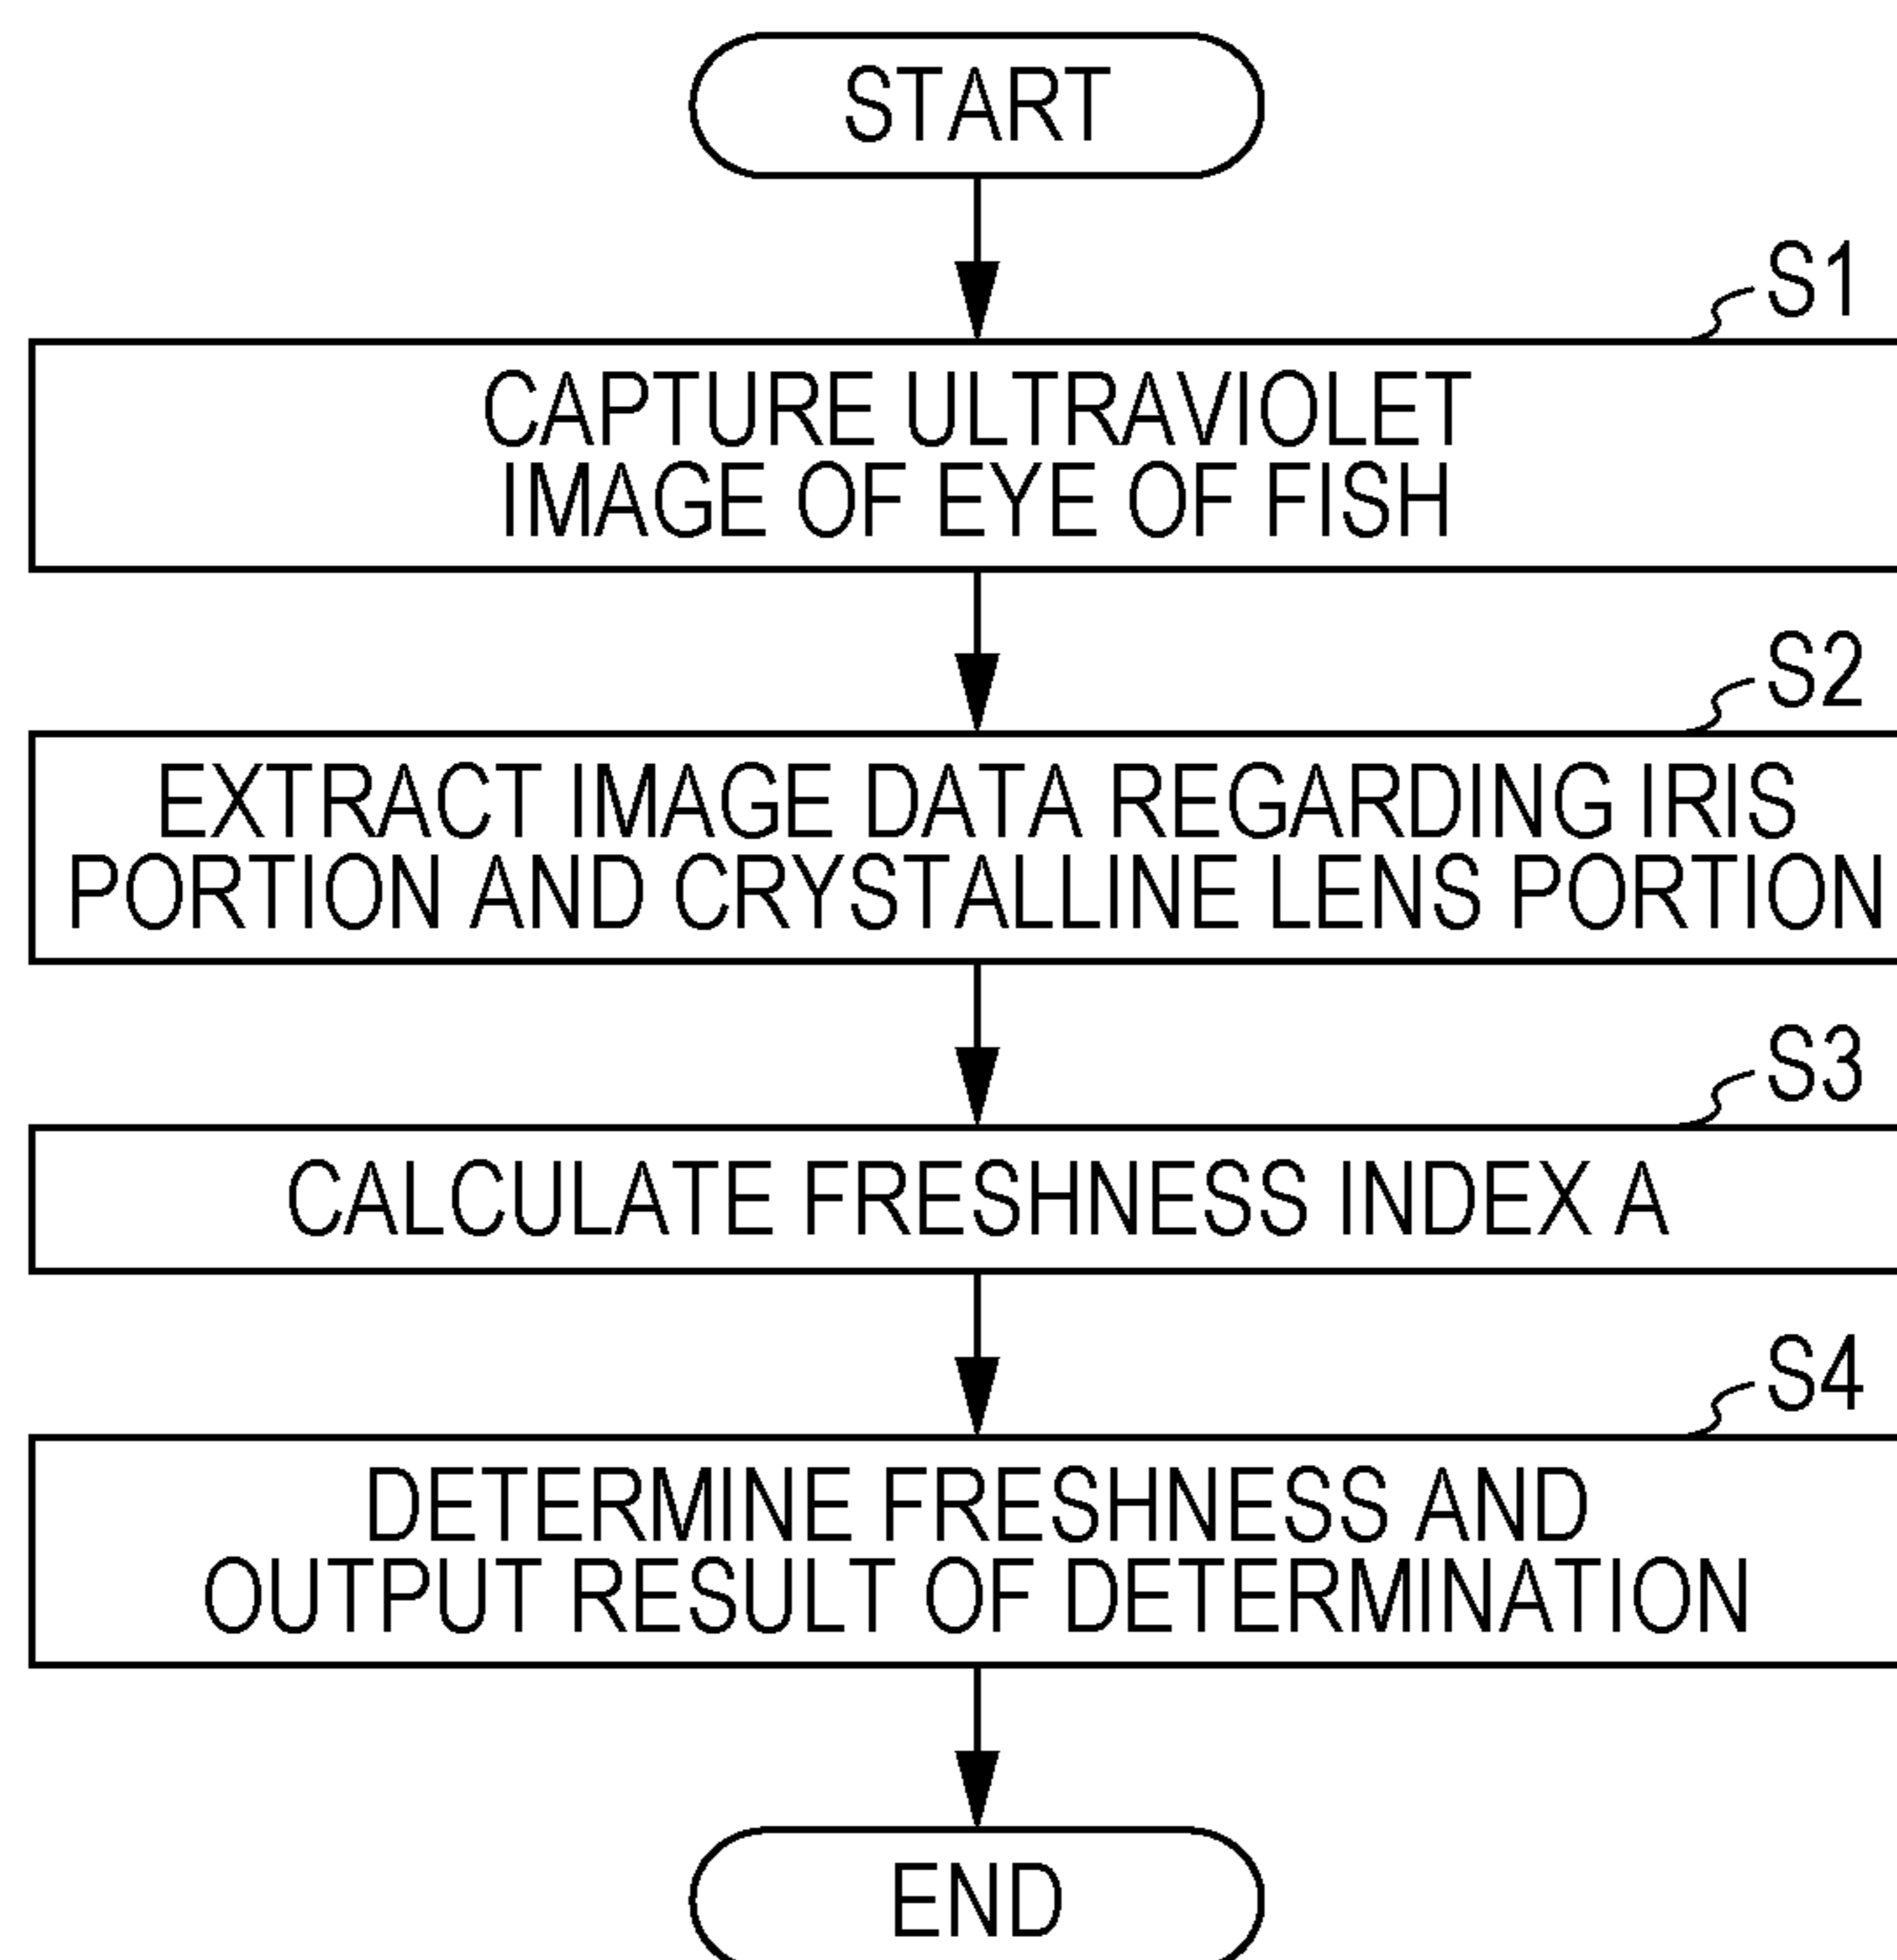 START
S1
CAPTURE ULTRAVIOLET
IMAGE OF EYE OF FISH
S2
EXTRACT IMAGE DATA REGARDING IRIS
PORTION AND CRYSTALLINE LENS PORTION
S3
CALCULATE FRESHNESS INDEX A
S4
DETERMINE FRESHNESS AND
OUTPUT RESULT OF DETERMINATION
END